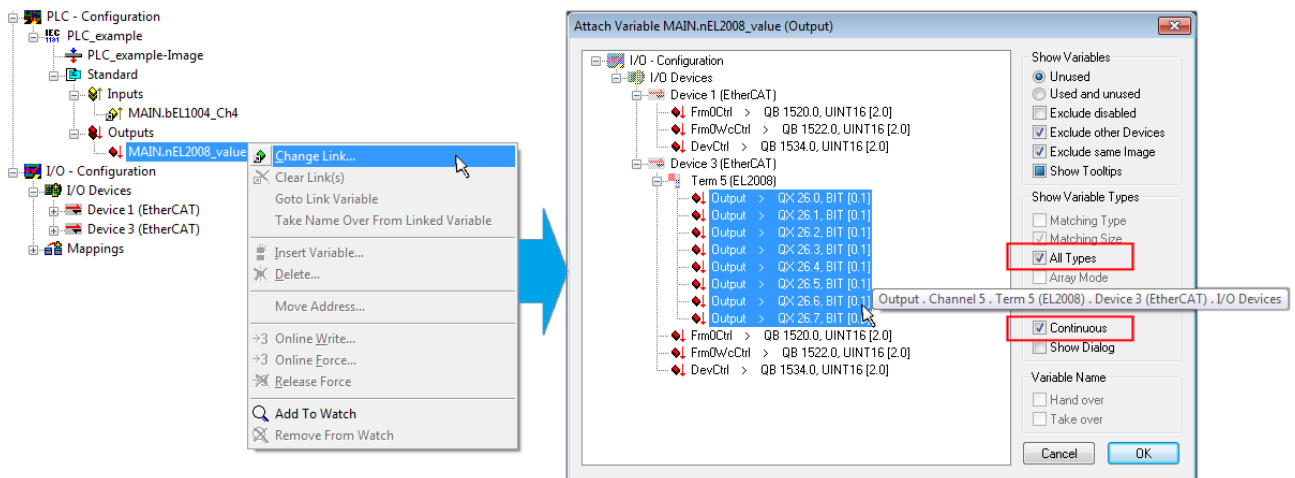 PLC - Configuration
IEC
1131
PLC_example
PLC_example-Image
Standard
Inputs
MAIN.bEL1004_Ch4
Outputs
MAIN.nEL2008_value
I/O - Configuration
I/O Devices
Device 1 (EtherCAT)
Device 3 (EtherCAT)
Mappings
Change Link...
Clear Link(s)
Goto Link Variable
Take Name Over From Linked Variable
Insert Variable...
Delete...
Move Address...
Online Write...
Online Force...
Release Force
Add To Watch
Remove From Watch
Attach Variable MAIN.nEL2008_value (Output)
I/O - Configuration
I/O Devices
Device 1 (EtherCAT)
Frm0Ctrl > QB 1520.0, UINT16 [2.0]
Frm0WcCtrl > QB 1522.0, UINT16 [2.0]
DevCtrl > QB 1534.0, UINT16 [2.0]
Device 3 (EtherCAT)
Term 5 (EL2008)
Output > QX 26.0, BIT [0.1]
Output > QX 26.1, BIT [0.1]
Output > QX 26.2, BIT [0.1]
Output > QX 26.3, BIT [0.1]
Output > QX 26.4, BIT [0.1]
Output > QX 26.5, BIT [0.1]
Output > QX 26.6, BIT [0.1]
Output > QX 26.7, BIT [0.1]
Output . Channel 5 . Term 5 (EL2008) . Device 3 (EtherCAT) . I/O Devices
Frm0Ctrl > QB 1520.0, UINT16 [2.0]
Frm0WcCtrl > QB 1522.0, UINT16 [2.0]
DevCtrl > QB 1534.0, UINT16 [2.0]
Show Variables
Unused
Used and unused
Exclude disabled
Exclude other Devices
Exclude same Image
Show Tooltips
Show Variable Types
Matching Type
Matching Size
All Types
Array Mode
Continuous
Show Dialog
Variable Name
Hand over
Take over
Cancel
OK